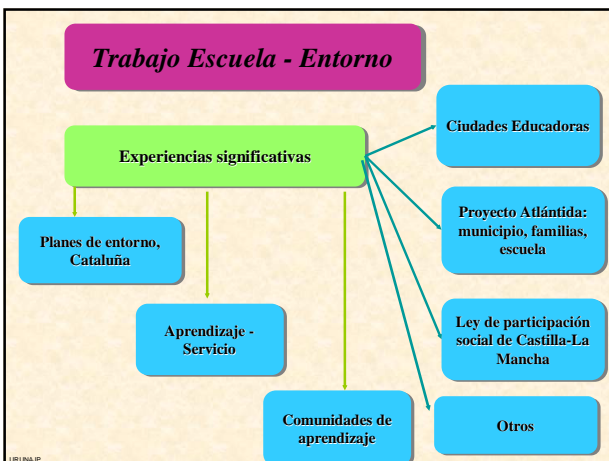 Trabajo Escuela - Entorno
Experiencias significativas
Ciudades Educadoras
Planes de entorno,
Cataluña
Proyecto Atlántida:
municipio, familias,
escuela
Aprendizaje -
Servicio
Ley de participación
social de Castilla-La
Mancha
Comunidades de
aprendizaje
Otros